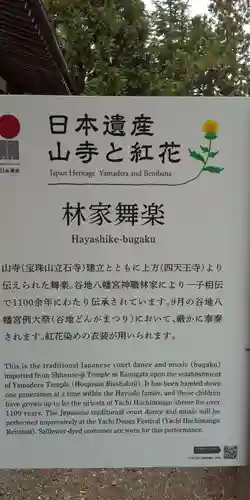 日本遺産
山寺と紅花
Japan Heritage Yamadera and Benibana
林家舞楽
Hayashike-bugaku
山寺(宝珠山立石寺)建立とともに上方(四天王寺)より
伝えられた舞楽。谷地八幡宮神職林家により一子相伝
で1100余年にわたり伝承されています。9月の谷地八
幡宮例大祭(谷地どんがまつり)において、厳かに奉奏
されます。紅花染めの衣装が用いられます。
This is the traditional Japanese court dance and music (bugaku)
imported from Shitenno-ji Temple in Kamigata upon the establishment
of Yamadera Temple (Hojusan Risshakuji). It has been handed down
one generation at a time within the Hayashi family, and those children
have grown up to be the priests of Yachi Hachimangu shrine for over
1100 years. The Japanese traditional court dance and music will be
performed imperatively at the Yachi Donga Festival (Yachi Hachimangu
Reitaisai). Safflower-dyed costumes are worn for this performance.